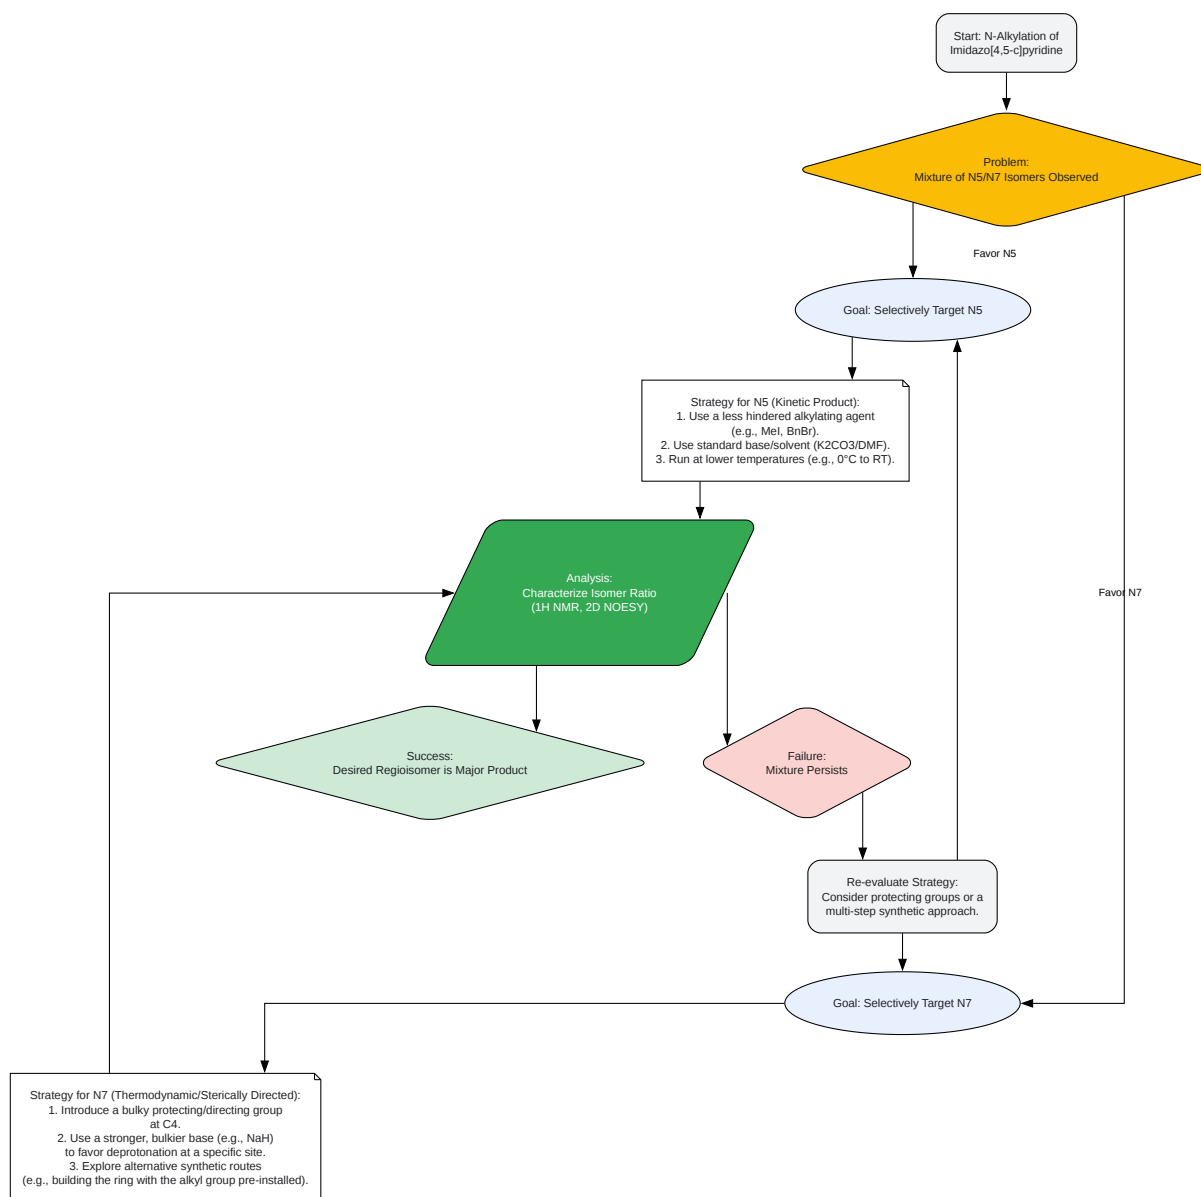 Start: N-Alkylation of
Imidazo[4,5-c]pyridine
Problem:
Mixture of N5/N7 Isomers Observed
Favor N5
Goal: Selectively Target N5
Strategy for N5 (Kinetic Product):
1. Use a less hindered alkylating agent
(e.g., MeI, BnBr).
2. Use standard base/solvent (K2CO3/DMF).
3. Run at lower temperatures (e.g., 0°C to RT).
Analysis:
Characterize Isomer Ratio
(1H NMR, 2D NOESY)
Favor N7
Success:
Desired Regioisomer is Major Product
Failure:
Mixture Persists
Re-evaluate Strategy:
Consider protecting groups or a
multi-step synthetic approach.
Goal: Selectively Target N7
Strategy for N7 (Thermodynamic/Sterically Directed):
1. Introduce a bulky protecting/directing group
at C4.
2. Use a stronger, bulkier base (e.g., NaH)
to favor deprotonation at a specific site.
3. Explore alternative synthetic routes
(e.g., building the ring with the alkyl group pre-installed).